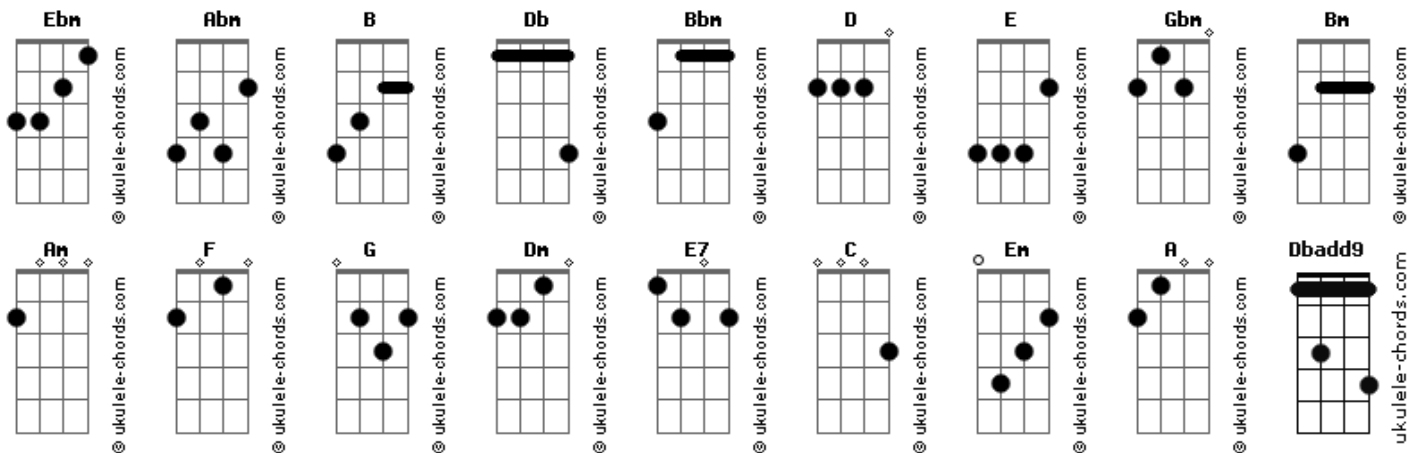 Ebm Abm B Db Bbm D E Gbm Bm
© ukulele-chords.com © ukulele-chords.com © ukulele-chords.com © ukulele-chords.com © ukulele-chords.com © ukulele-chords.com © ukulele-chords.com © ukulele-chords.com © ukulele-chords.com
Am F G Dm E7 C Em A Dbadd9
© ukulele-chords.com © ukulele-chords.com © ukulele-chords.com © ukulele-chords.com © ukulele-chords.com © ukulele-chords.com © ukulele-chords.com © ukulele-chords.com ukulele-chords.com